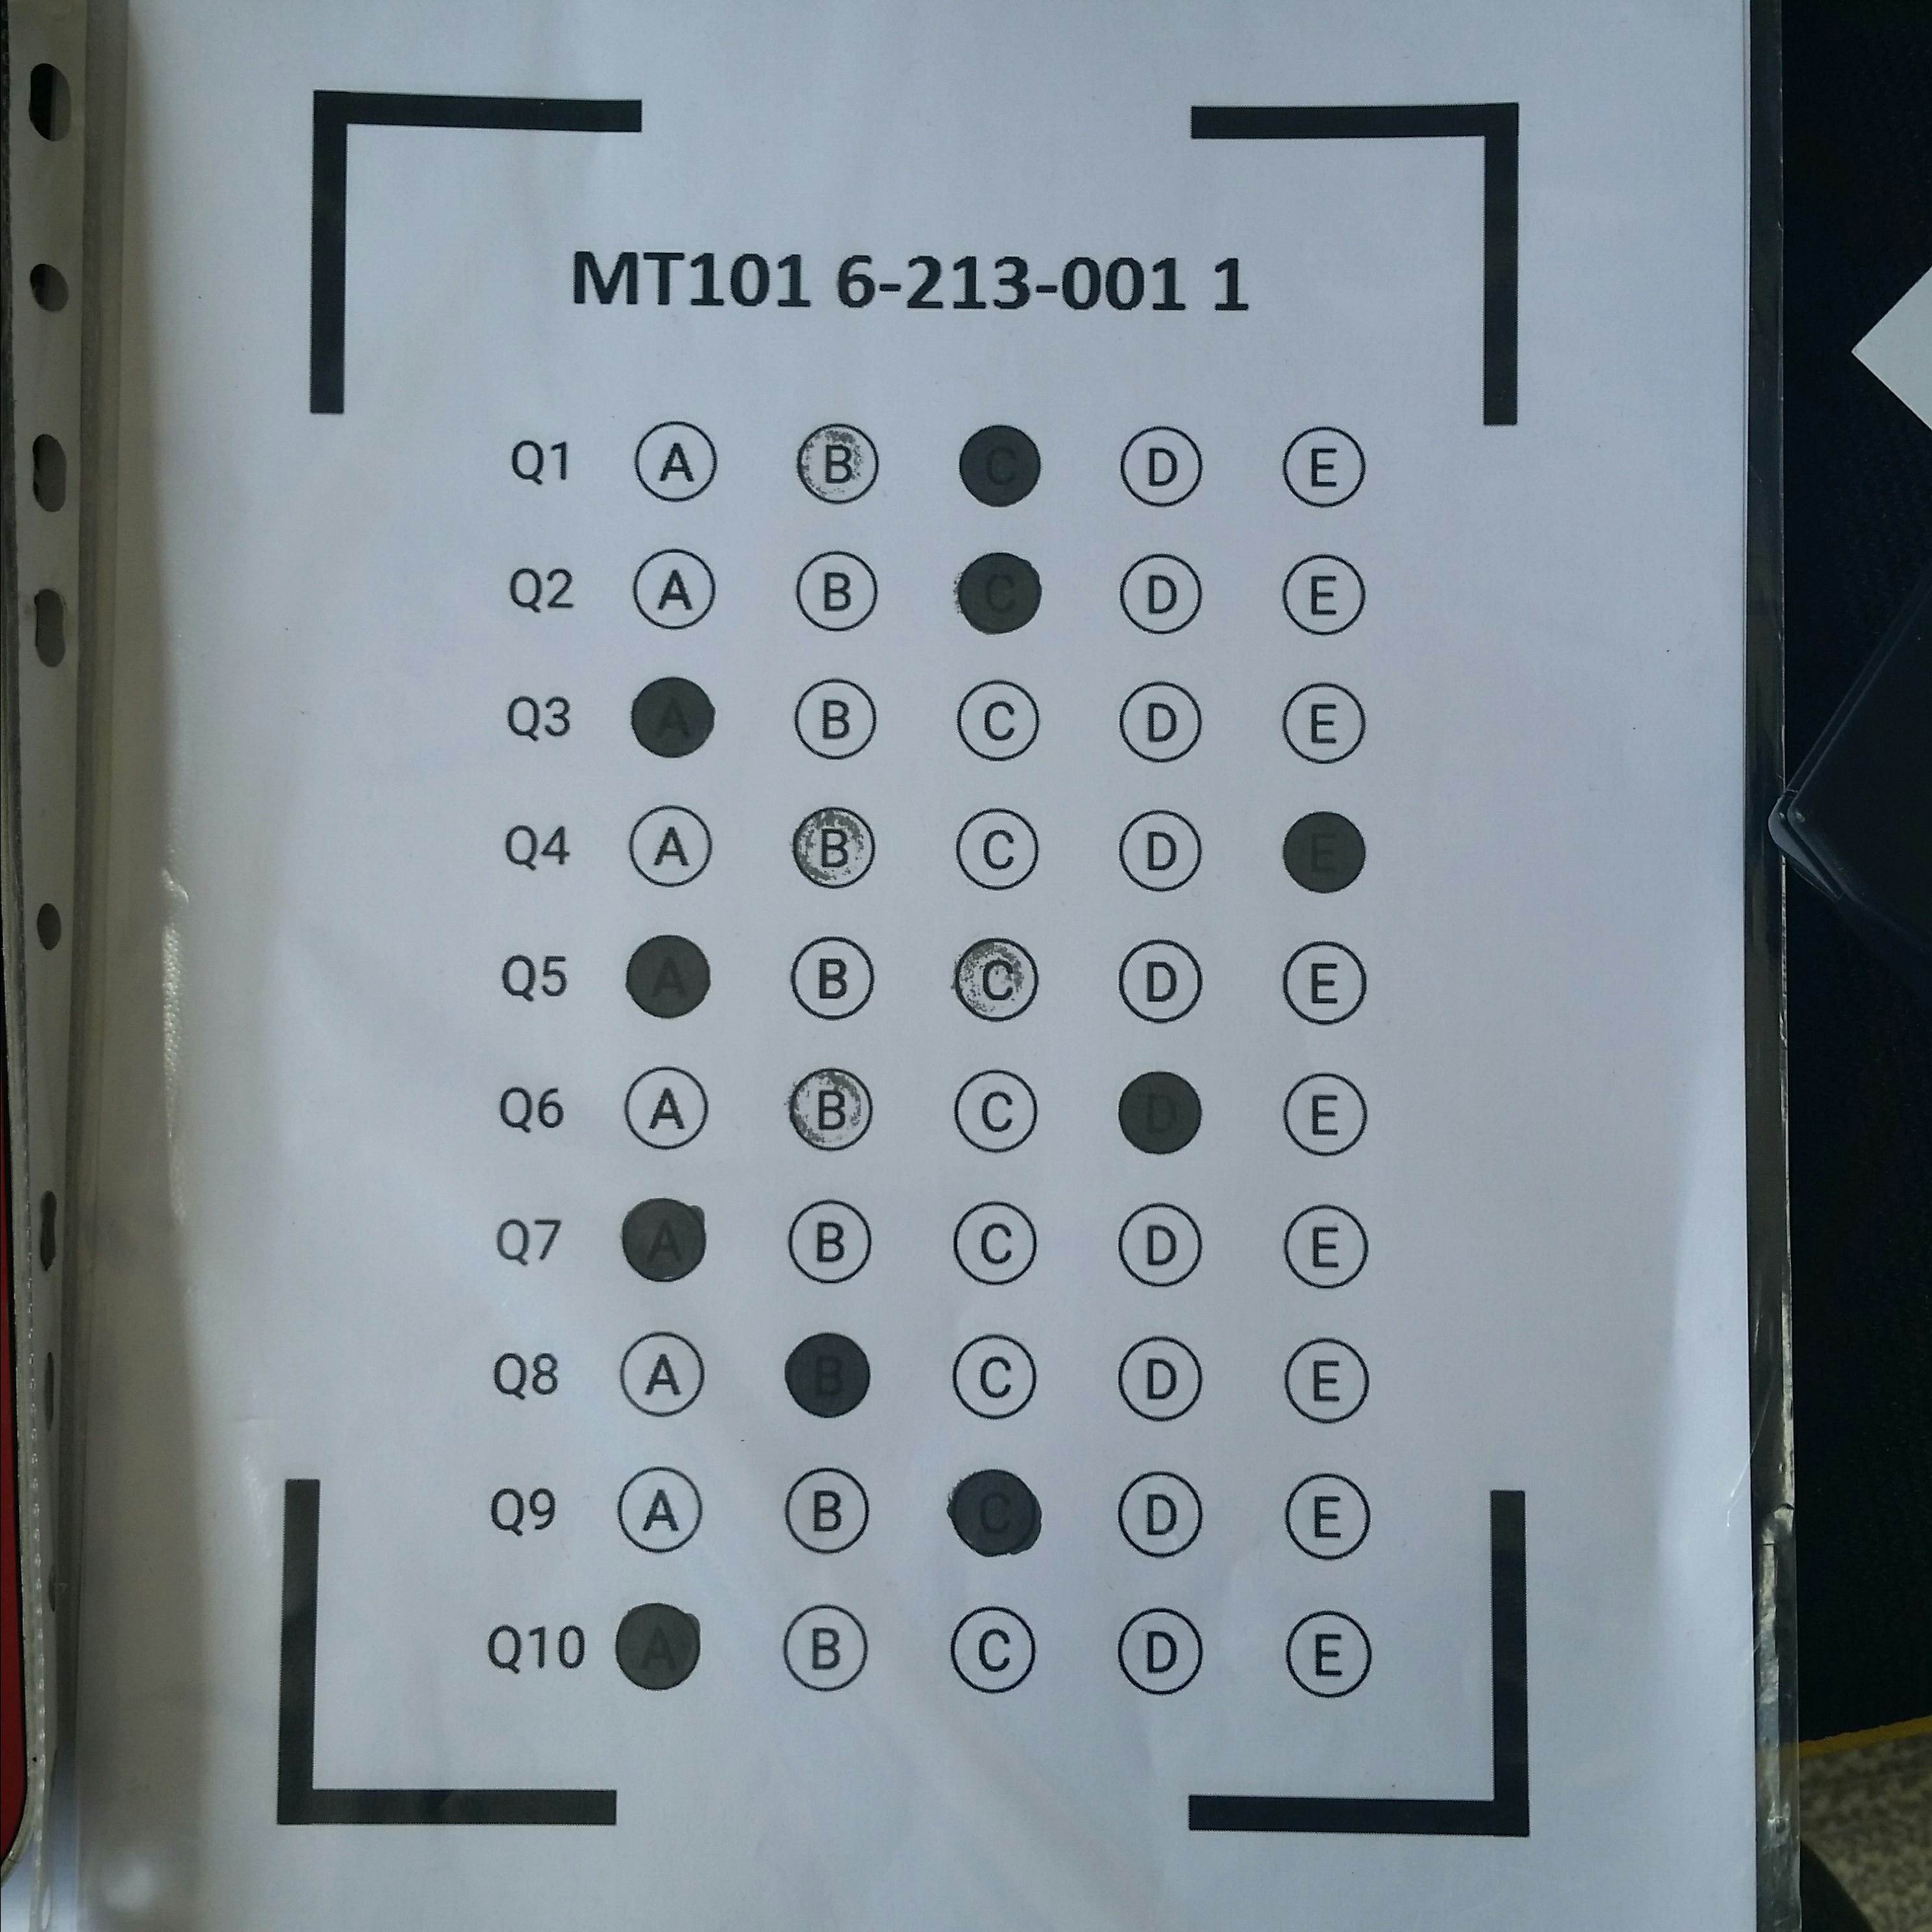 MT101 6-213-001 1
Q1 A B C D E
Q2 A B C D E
Q3 A B C D E
Q4 A B C D E
Q5 A B C D E
Q6 A B C D E
Q7 A B C D E
Q8 A B C D E
Q9 A B C D E
Q10 A B C D E